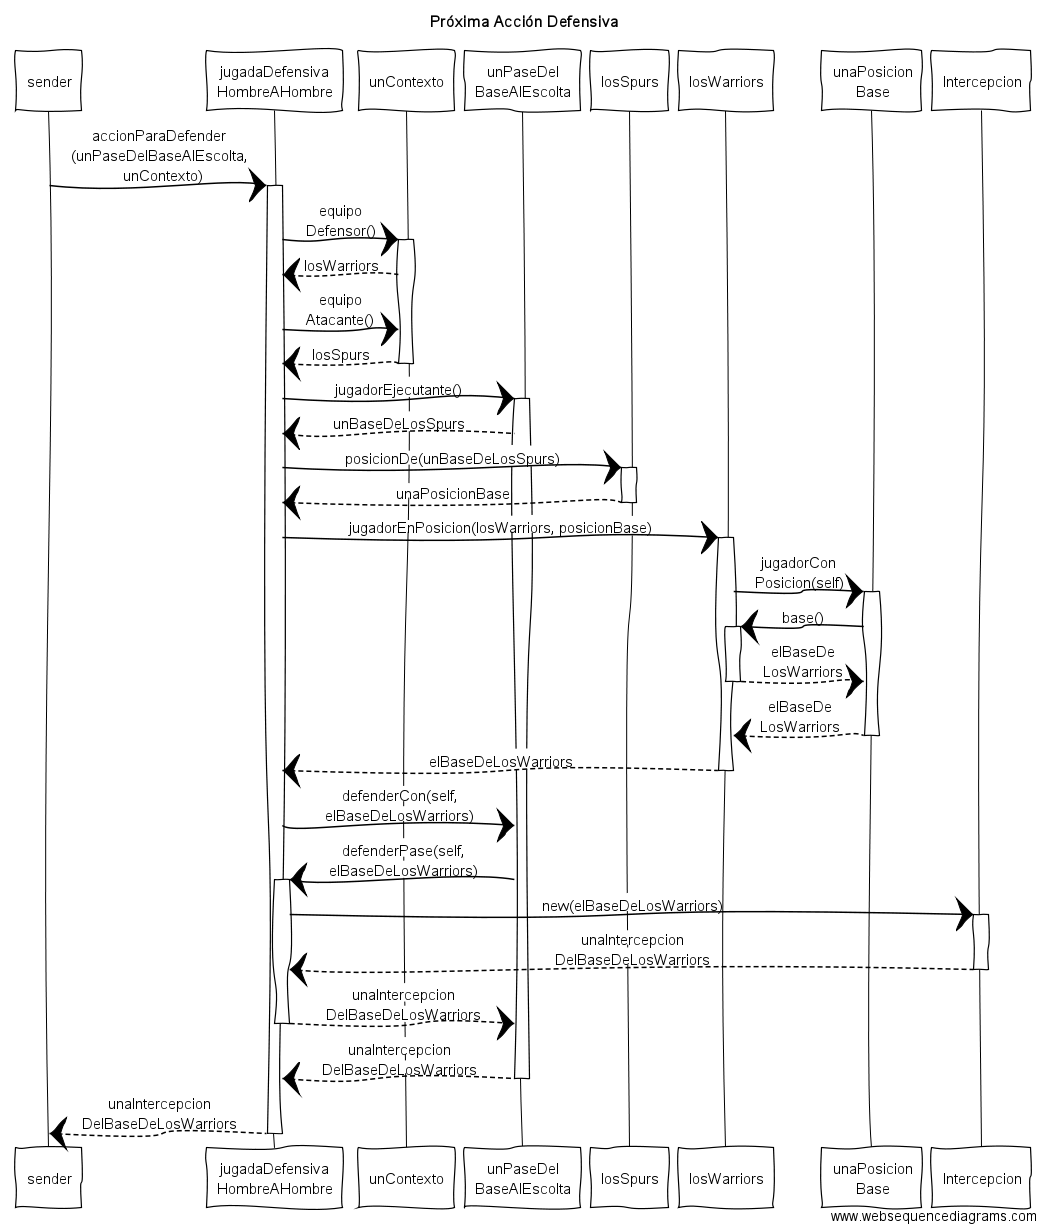 Próxima Acción Defensiva
sender
jugadaDefensiva
HombreAHombre
unContexto
unPaseDel
BaseAlEscolta
losSpurs
losWarriors
unaPosicion
Base
Intercepcion
accionParaDefender
(unPaseDelBaseAlEscolta,
unContexto)
equipo
Defensor()
losWarriors
equipo
Atacante()
losSpurs
jugadorEjecutante()
unBaseDeLosSpurs
posicionDe(unBaseDeLosSpurs)
unaPosicionBase
jugadorEnPosicion(losWarriors, posicionBase)
jugadorCon
Posicion(self)
base()
elBaseDe
LosWarriors
elBaseDe
LosWarriors
elBaseDeLosWarriors
defenderCon(self,
elBaseDeLosWarriors)
defenderPase(self,
elBaseDeLosWarriors)
new(elBaseDeLosWarriors)
unaIntercepcion
DelBaseDeLosWarriors
unaIntercepcion
DelBaseDeLosWarriors
unaIntercepcion
DelBaseDeLosWarriors
unaIntercepcion
DelBaseDeLosWarriors
sender
jugadaDefensiva
HombreAHombre
unContexto
unPaseDel
BaseAlEscolta
losSpurs
losWarriors
unaPosicion
Base
Intercepcion
www.websequencediagrams.com